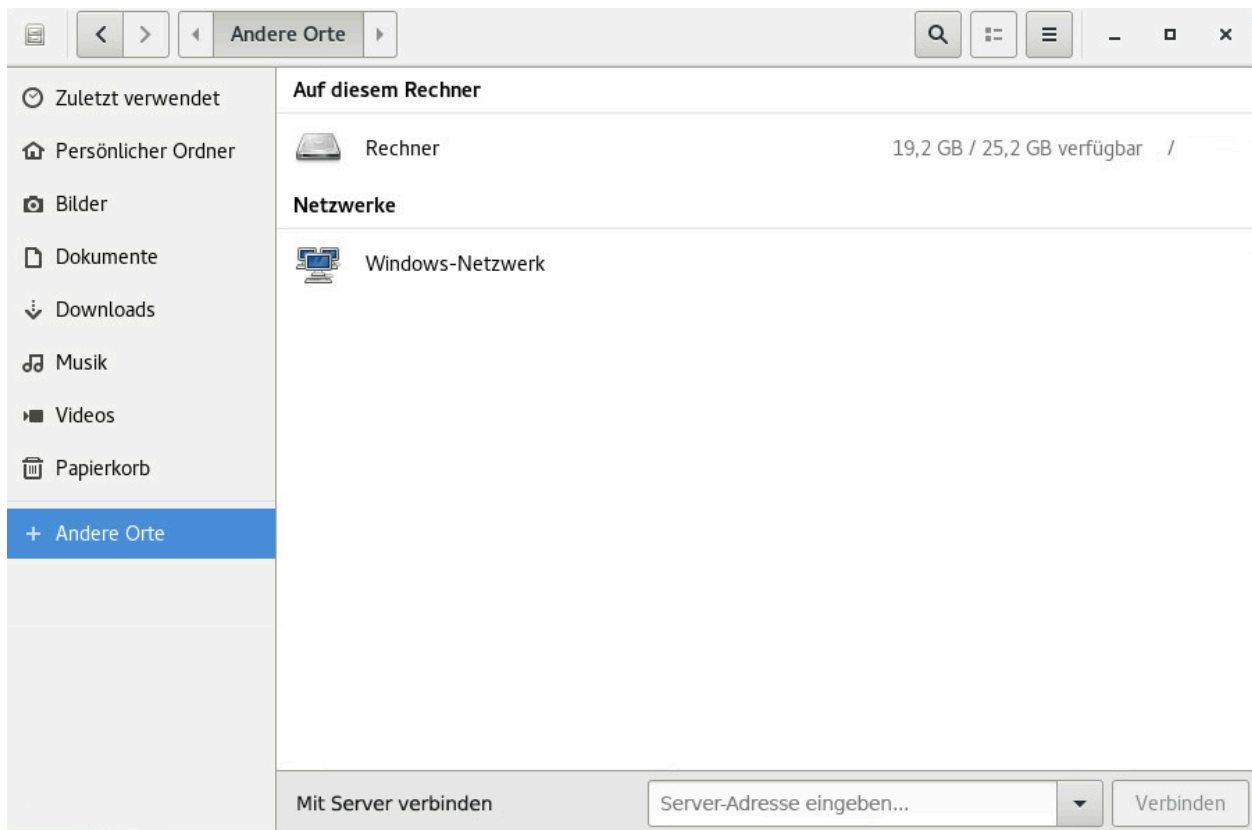 Andere Orte
Zuletzt verwendet
Persönlicher Ordner
Bilder
Dokumente
Downloads
Musik
Videos
Papierkorb
Andere Orte
Auf diesem Rechner
Rechner 19,2 GB / 25,2 GB verfügbar /
Netzwerke
Windows-Netzwerk
Mit Server verbinden Server-Adresse eingeben... Verbinden